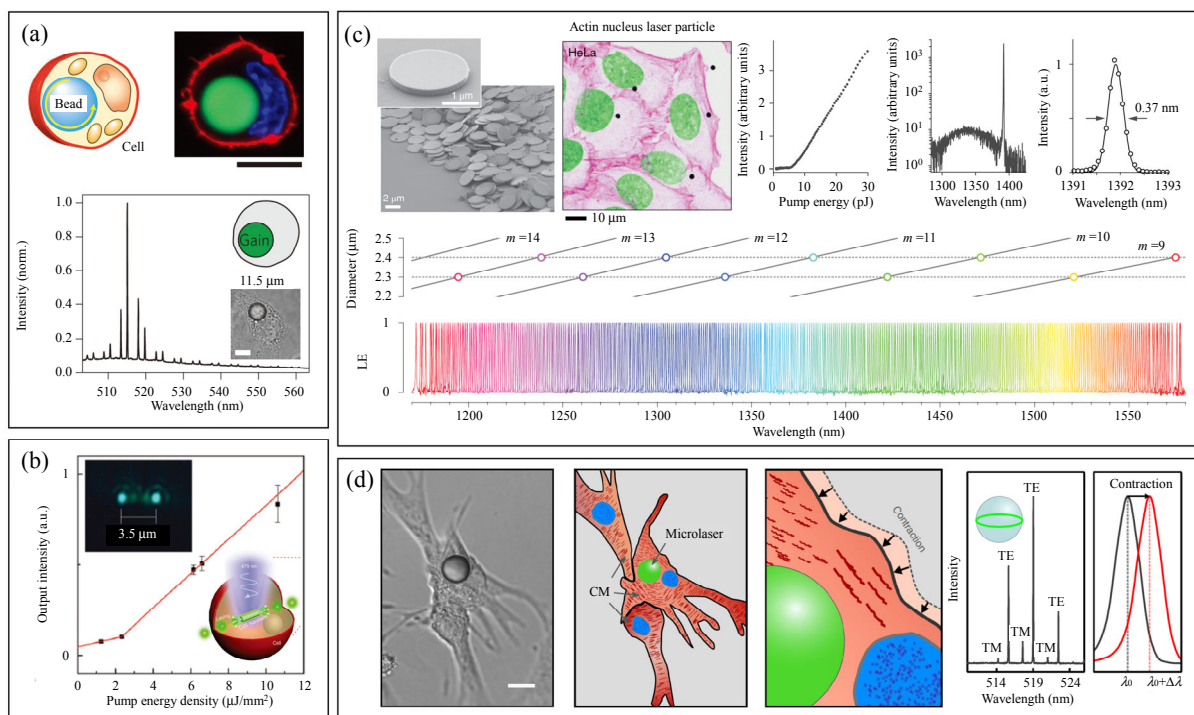 (a)
Bead
Cell
Intensity (norm.)
1.0
0.8
0.6
0.4
0.2
0.0
Gain
11.5 μm
510
520
530
540
550
560
Wavelength (nm)
(b)
Output intensity (a.u.)
1
0
3.5 μm
Cell
0
2
4
6
8
10
12
Pump energy density (μJ/mm²)
(c)
Actin nucleus laser particle
1 μm
2 μm
HeLa
10 μm
Intensity (arbitrary units)
3
2
1
0
0
10
20
30
Pump energy (pJ)
Intensity (arbitrary units)
10³
10²
10¹
10⁰
1300
1400
Wavelength (nm)
Intensity (a.u.)
1
0
0.37 nm
1391
1392
1393
Wavelength (nm)
Diameter (μm)
2.5
2.4
2.3
2.2
m =14
m =13
m =12
m =11
m =10
m =9
LE
1
0
1200
1250
1300
1350
1400
1450
1500
1550
Wavelength (nm)
(d)
Microlaser
CM
Contraction
Intensity
TM
TE
TM
TE
TM
TE
514
519
524
Wavelength (nm)
Contraction
λ₀
λ₀+Δλ